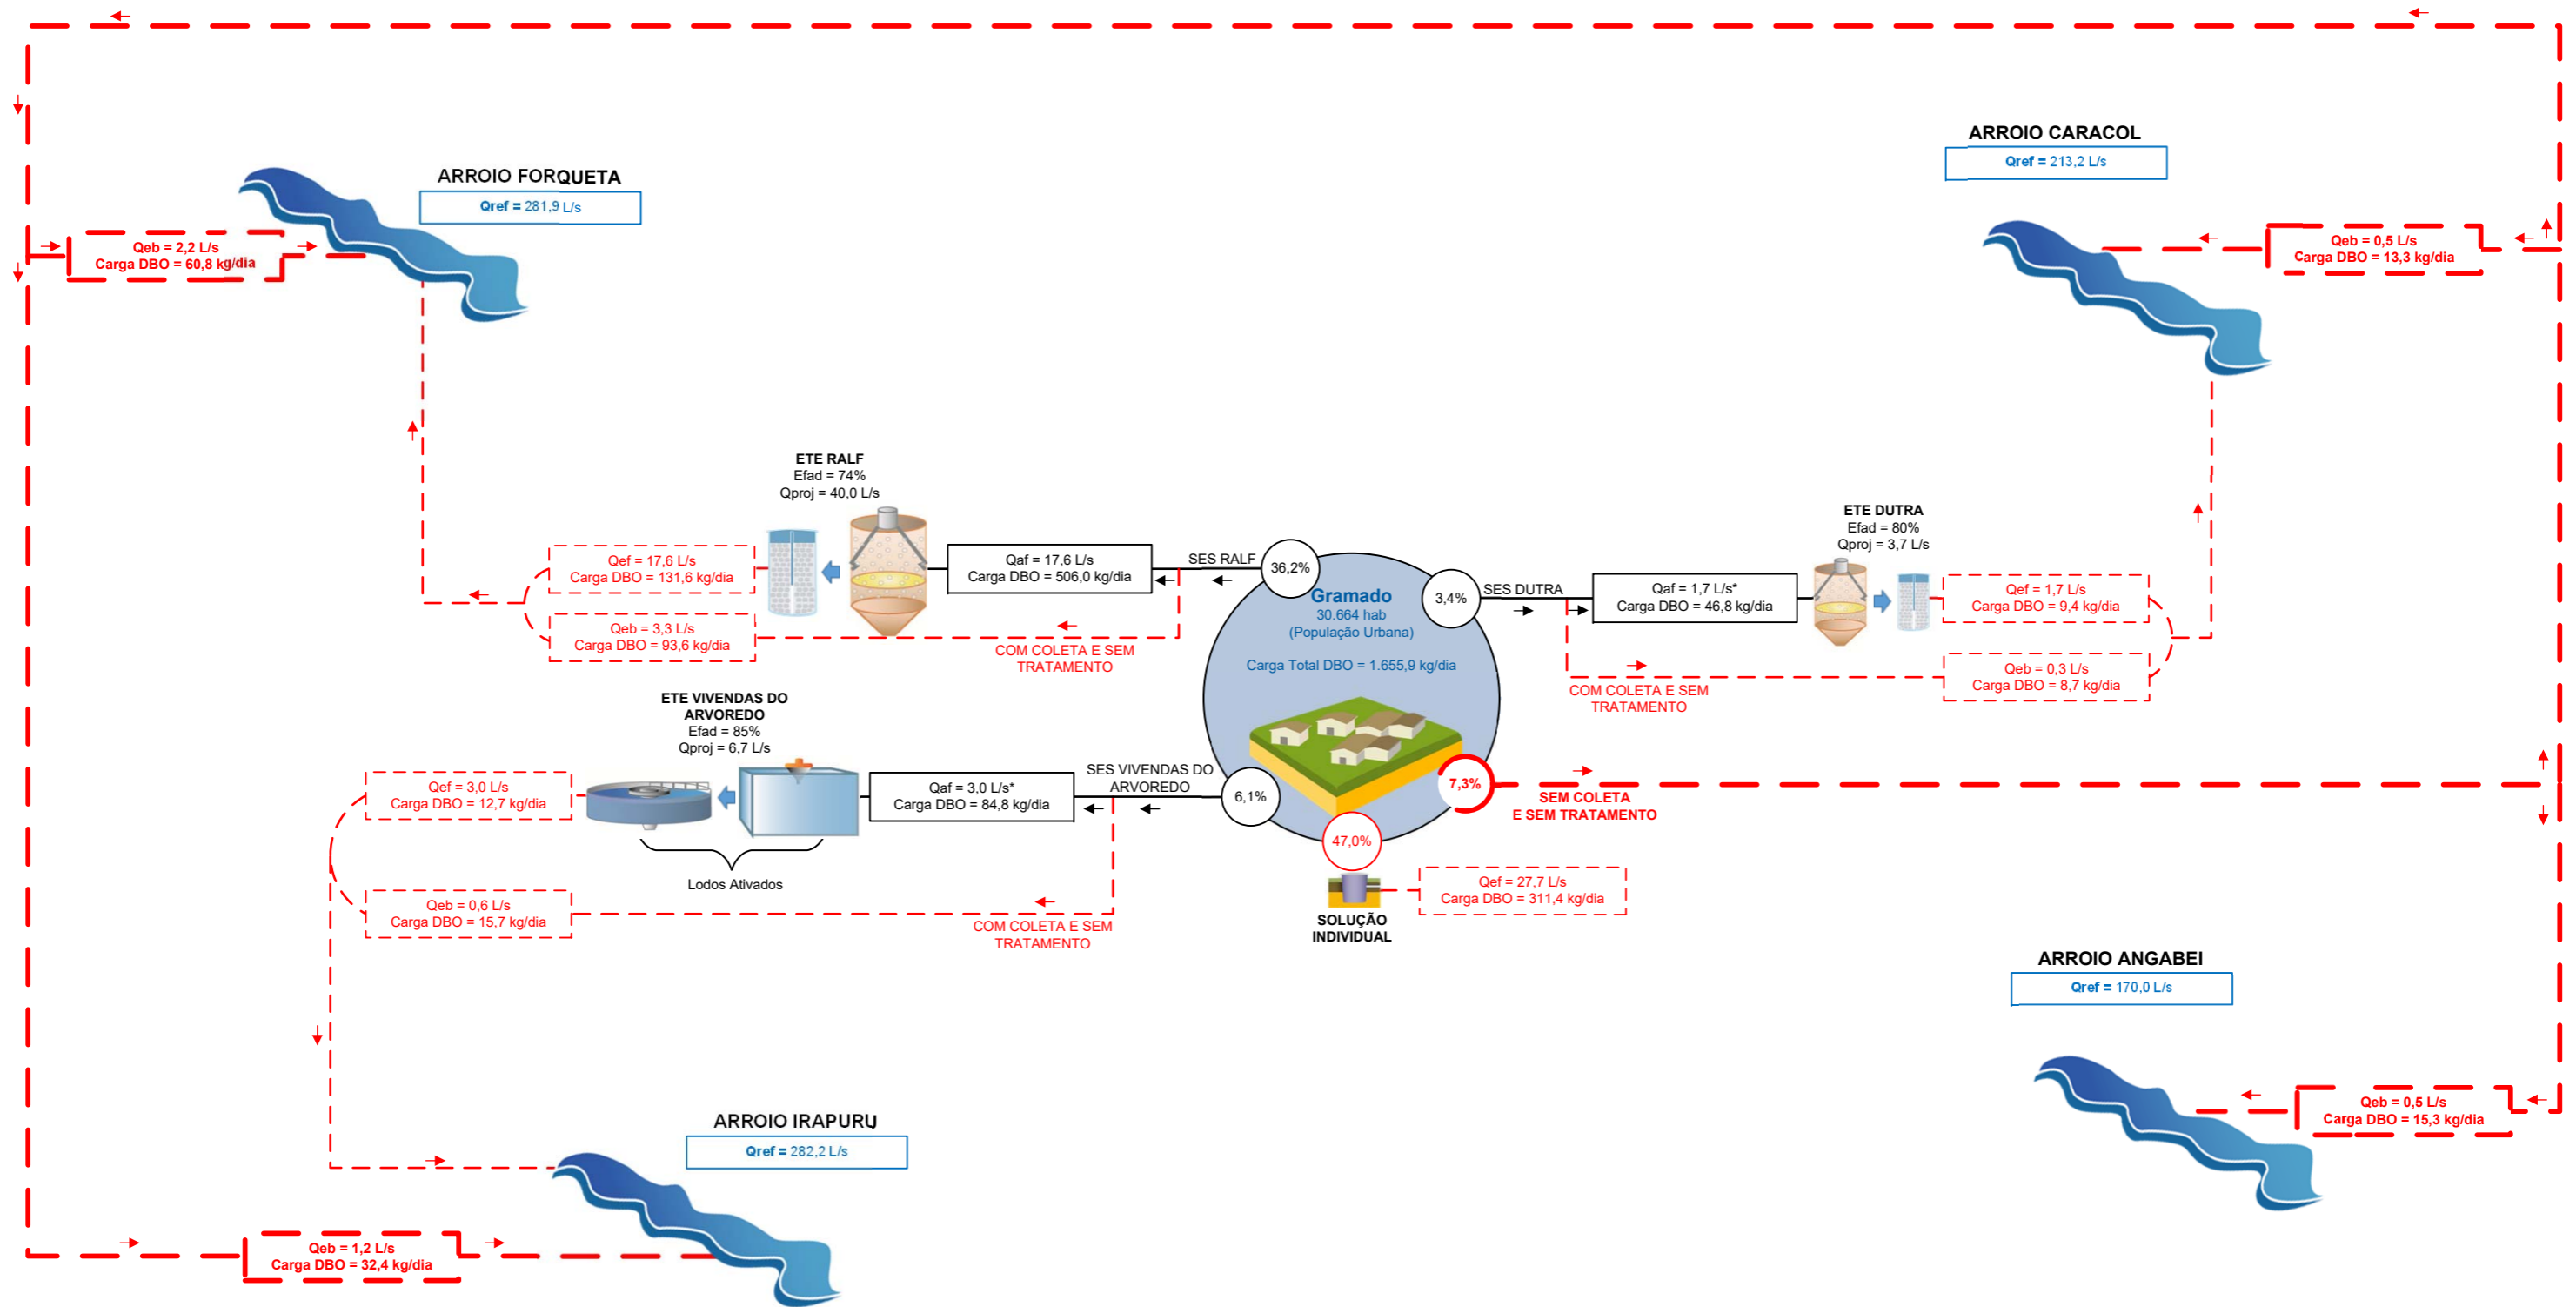 ARROIO CARACOL
Qref = 213,2 L/s
ARROIO FORQUETA
Qref = 281,9 L/s
Qeb = 2,2 L/s
Carga DBO = 60,8 kg/dia
Qeb = 0,5 L/s
Carga DBO = 13,3 kg/dia
ETE RALF
Efad = 74%
Qproj = 40,0 L/s
Qef = 17,6 L/s
Carga DBO = 131,6 kg/dia
Qaf = 17,6 L/s
Carga DBO = 506,0 kg/dia
SES RALF
36,2%
Qeb = 3,3 L/s
Carga DBO = 93,6 kg/dia
COM COLETA E SEM
TRATAMENTO
Gramado
30.664 hab
(População Urbana)
Carga Total DBO = 1.655,9 kg/dia
3,4%
SES DUTRA
Qaf = 1,7 L/s*
Carga DBO = 46,8 kg/dia
ETE DUTRA
Efad = 80%
Qproj = 3,7 L/s
Qef = 1,7 L/s
Carga DBO = 9,4 kg/dia
Qeb = 0,3 L/s
Carga DBO = 8,7 kg/dia
COM COLETA E SEM
TRATAMENTO
ETE VIVENDAS DO
ARVOREDO
Efad = 85%
Qproj = 6,7 L/s
Qef = 3,0 L/s
Carga DBO = 12,7 kg/dia
Qaf = 3,0 L/s*
Carga DBO = 84,8 kg/dia
SES VIVENDAS DO
ARVOREDO
6,1%
7,3%
SEM COLETA
E SEM TRATAMENTO
47,0%
Lodos Ativados
Qeb = 0,6 L/s
Carga DBO = 15,7 kg/dia
COM COLETA E SEM
TRATAMENTO
Qef = 27,7 L/s
Carga DBO = 311,4 kg/dia
SOLUÇÃO
INDIVIDUAL
ARROIO ANGABEI
Qref = 170,0 L/s
Qeb = 0,5 L/s
Carga DBO = 15,3 kg/dia
ARROIO IRAPURU
Qref = 282,2 L/s
Qeb = 1,2 L/s
Carga DBO = 32,4 kg/dia